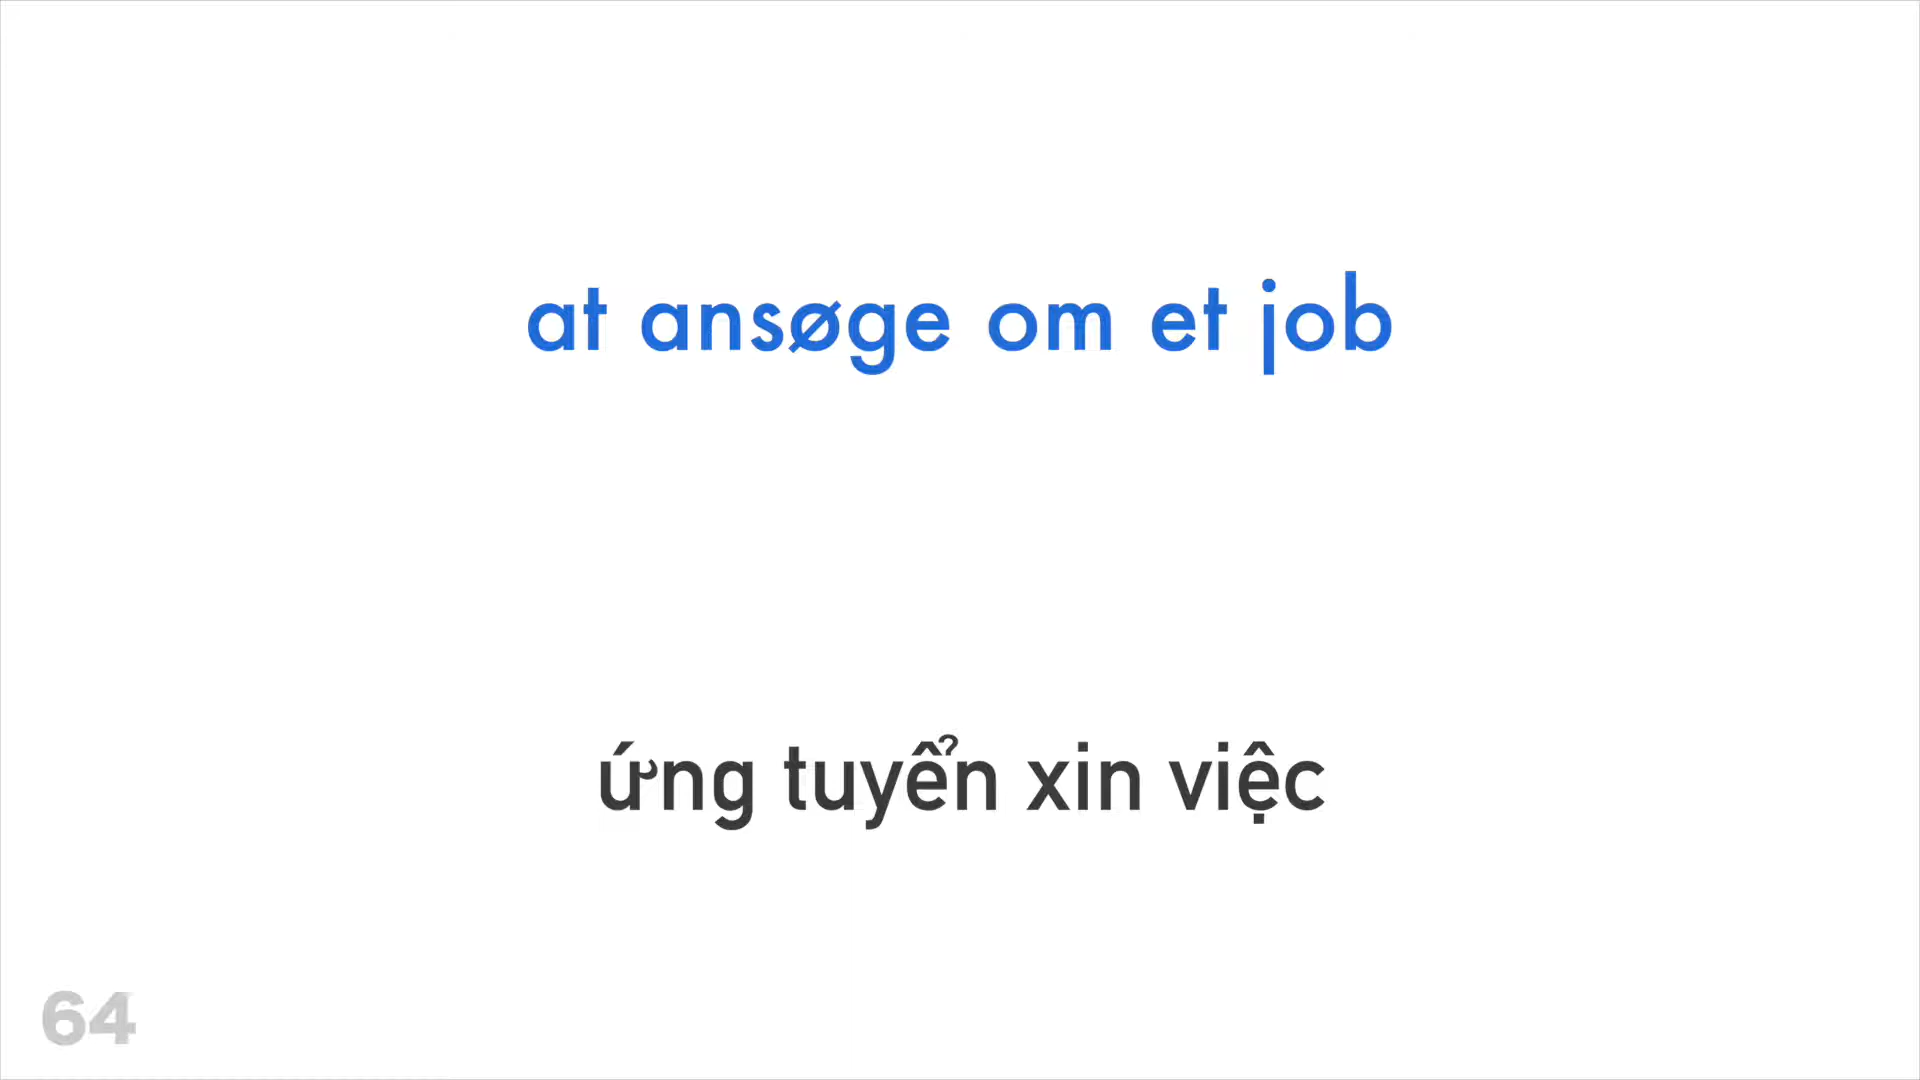 at ansøge om et job
ứng tuyển xin việc
64